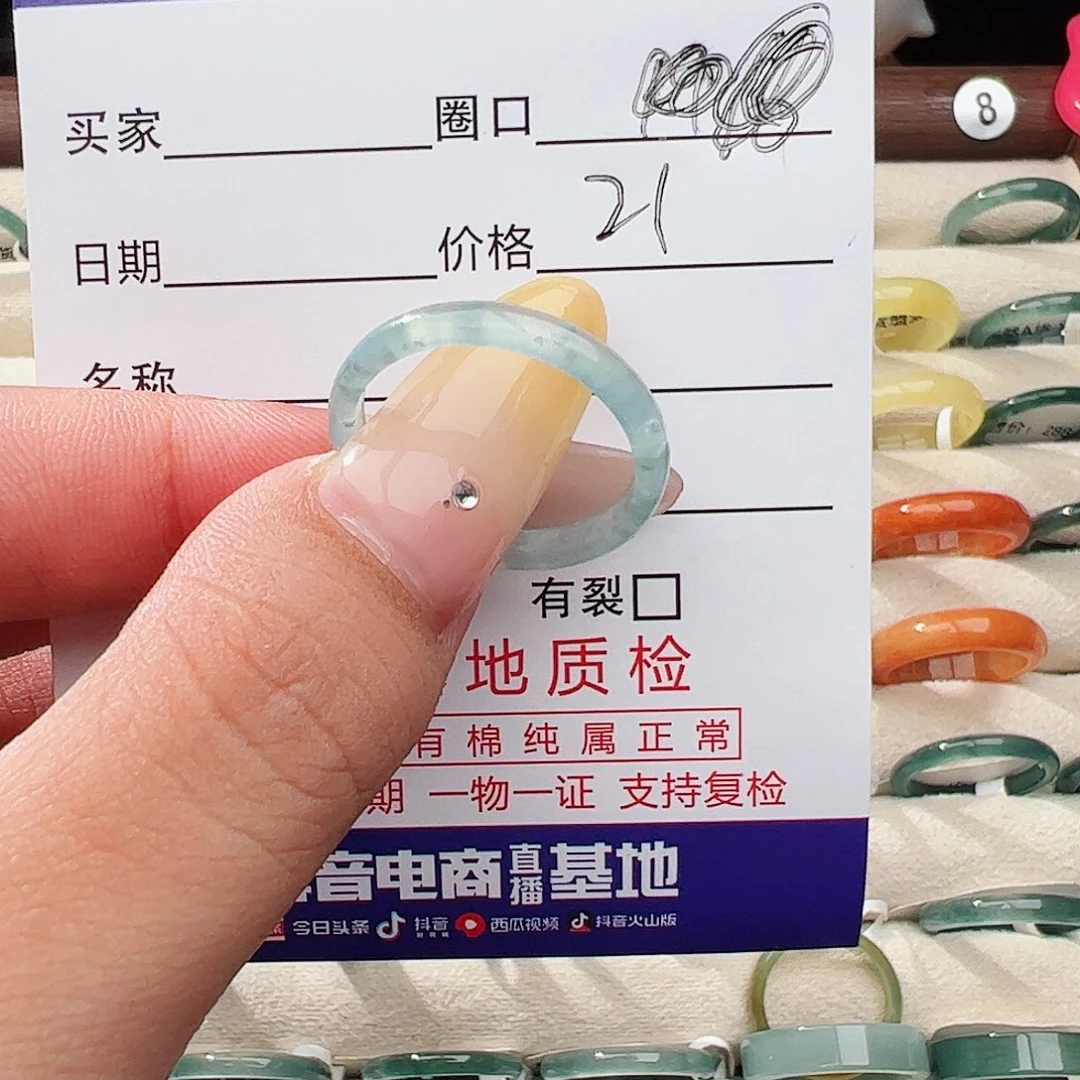 8
买家 圈口
21
日期 价格
名称
有裂
地质检
有棉纯属正常
期 一物一证 支持复检
音电商直播基地
今日头条 抖音 西瓜视频 抖音火山版